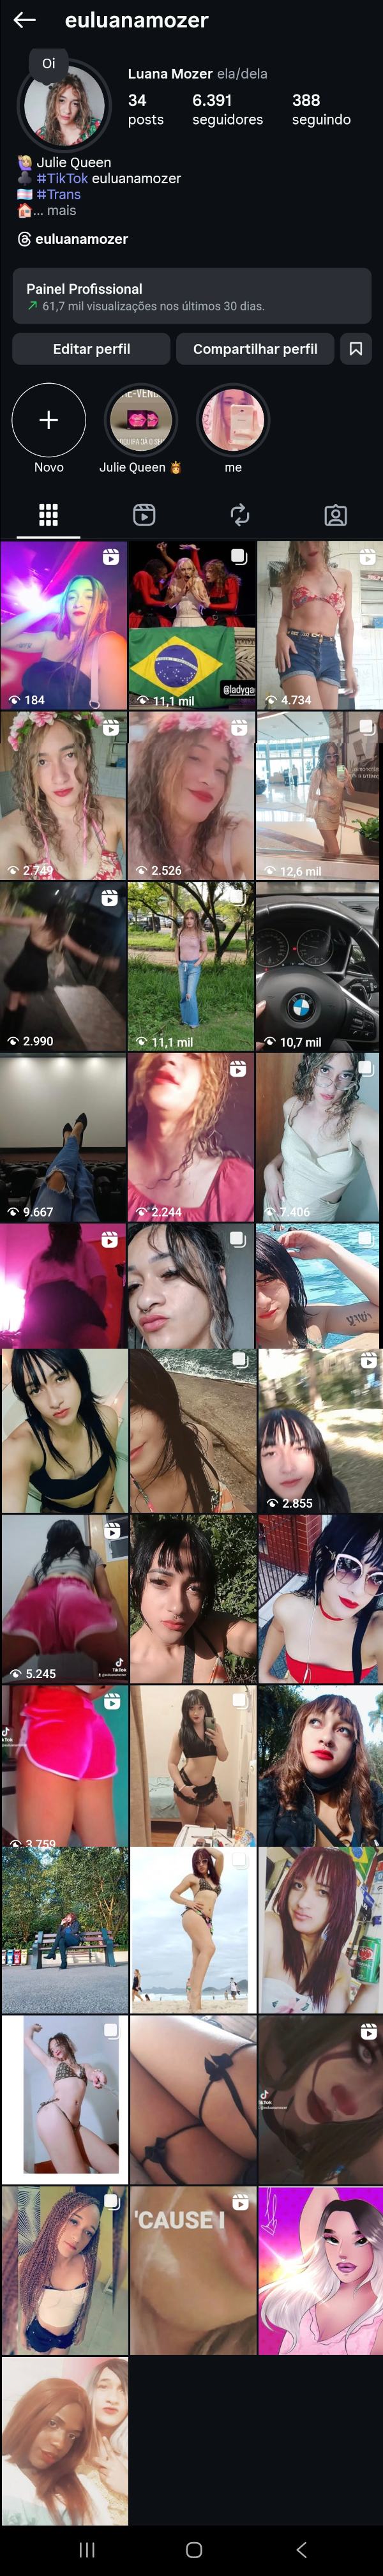 euluanamozer
Oi
Luana Mozer ela/dela
34 6.391 388
posts seguidores seguindo
🙋🏼‍♀️ Julie Queen
#TikTok euluanamozer
🏳️‍⚧️ #Trans
🏠... mais
euluanamozer
Painel Profissional
61,7 mil visualizações nos últimos 30 dias.
Editar perfil Compartilhar perfil
Novo Julie Queen 👸 me
184 11,1 mil 4.734
@ladyga
2.749 2.526 12,6 mil
2.990 11,1 mil 10,7 mil
9.667 2.244 7.406
2.855
5.245
TikTok
3.759
'CAUSE I